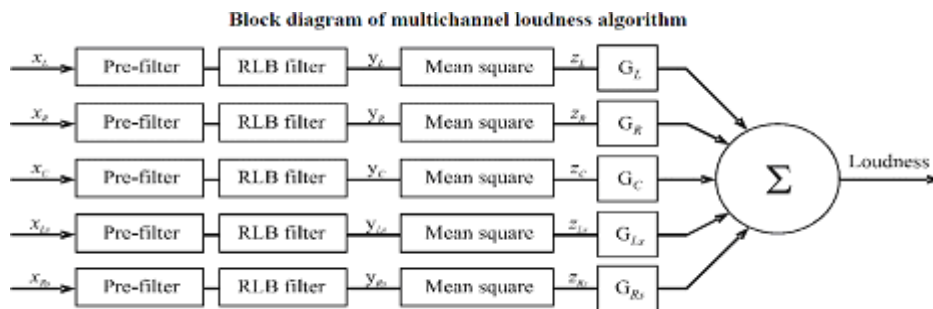 Block diagram of multichannel loudness algorithm
x_L Pre-filter RLB filter y_L Mean square z_L G_L
x_R Pre-filter RLB filter y_R Mean square z_R G_R
x_C Pre-filter RLB filter y_C Mean square z_C G_C Σ Loudness
x_Ls Pre-filter RLB filter y_Ls Mean square z_Ls G_Ls
x_Rs Pre-filter RLB filter y_Rs Mean square z_Rs G_Rs